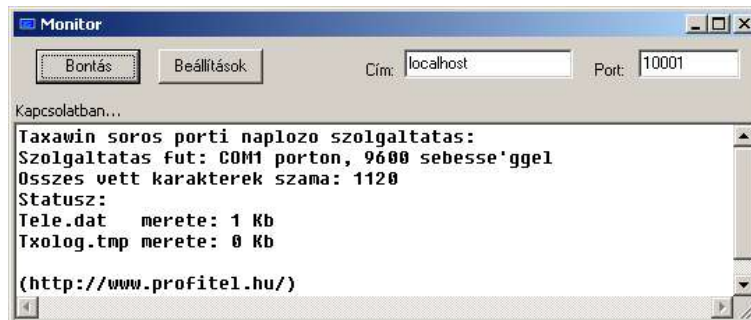 Monitor
Bontás Beállítások Cím: localhost Port: 10001
Kapcsolatban...
Taxawin soros porti naplozo szolgaltatas:
Szolgaltatas fut: COM1 porton, 9600 sebesse'ggel
Osszes vett karakterek szama: 1120
Statusz:
Tele.dat merete: 1 Kb
Txolog.tmp merete: 0 Kb
(http://www.profitel.hu/)